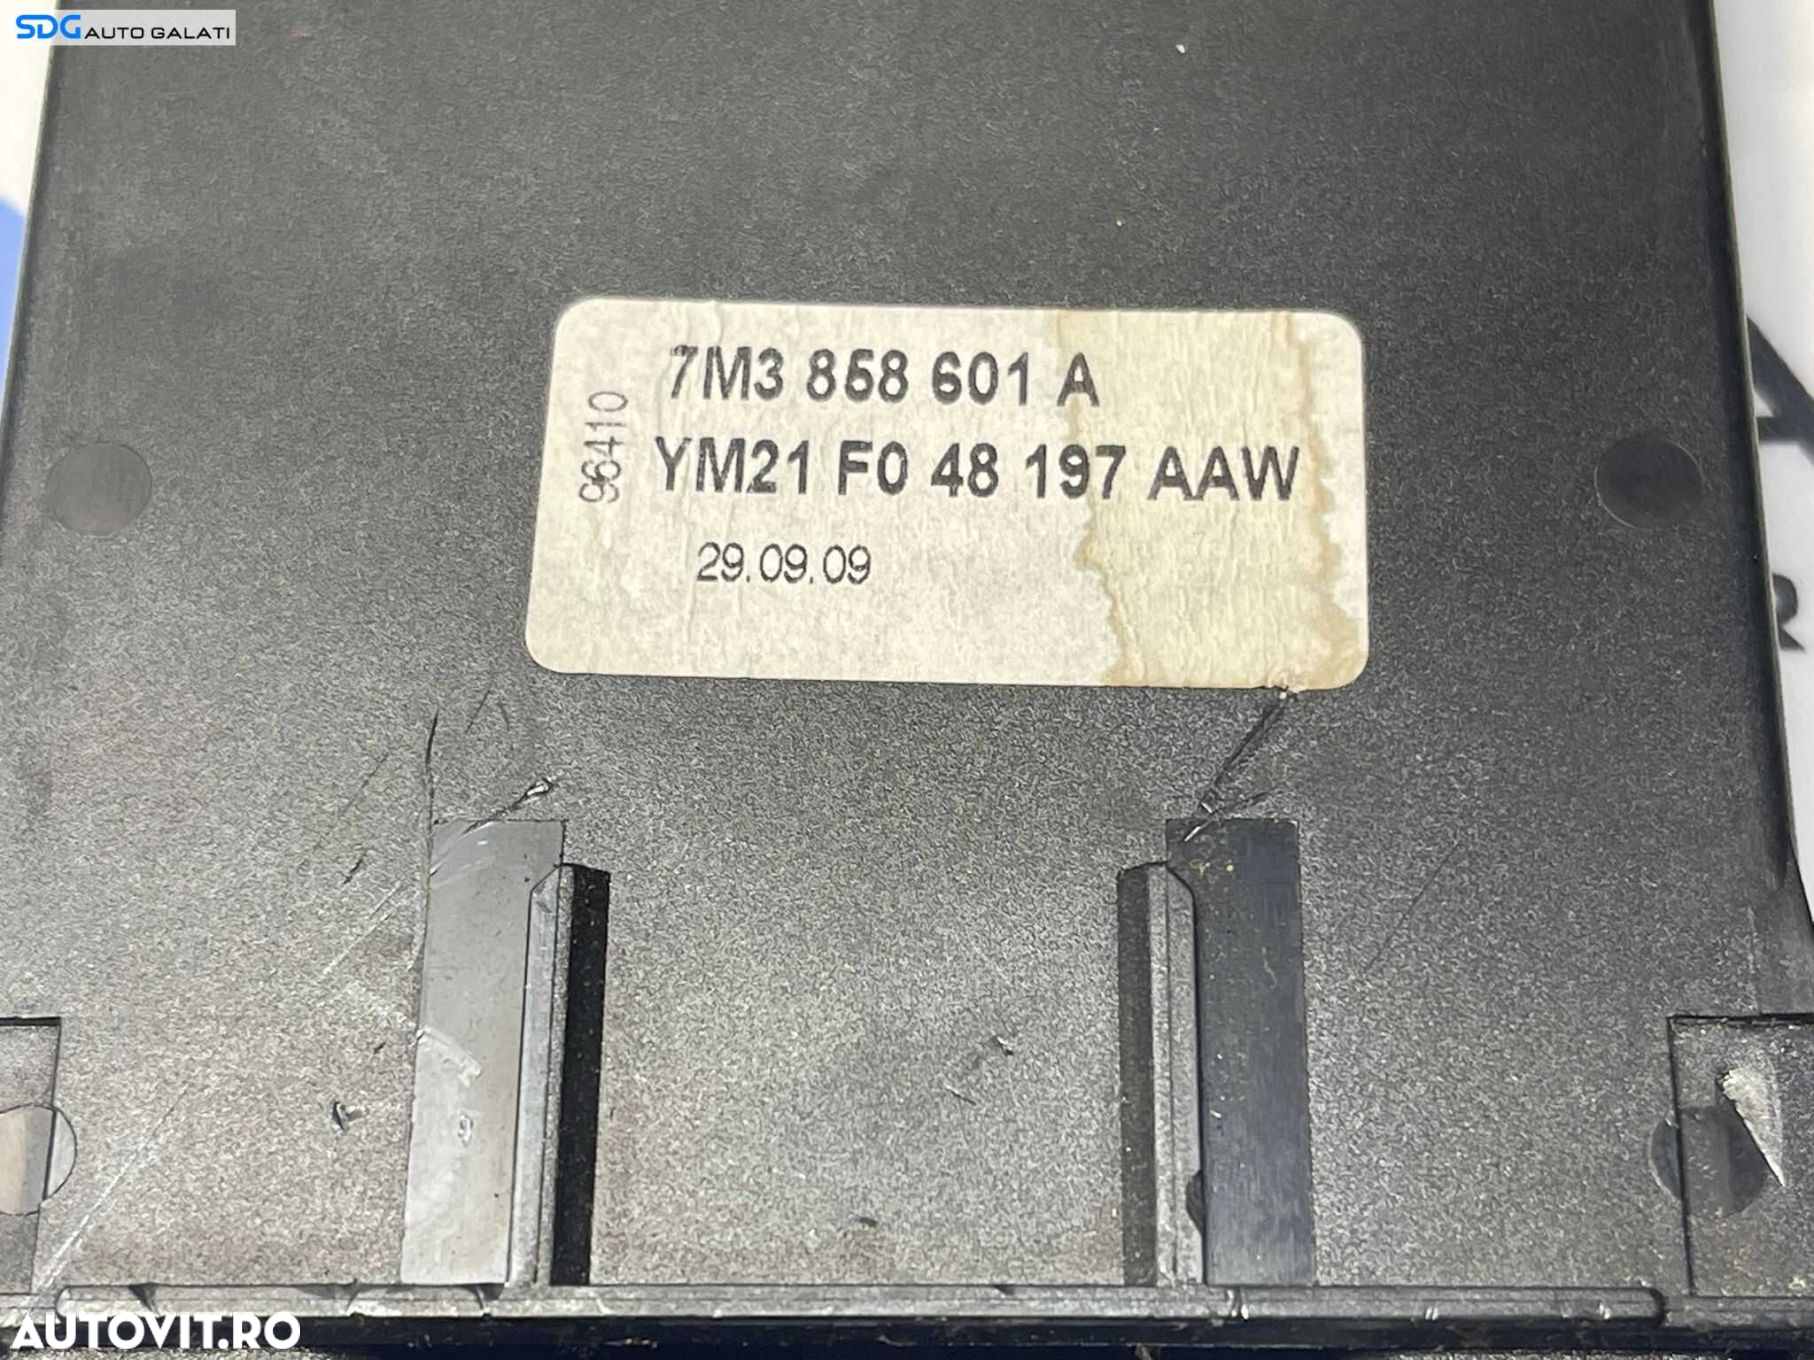 SDG AUTO GALATI
7M3 858 601 A
96410
YM21 F0 48 197 AAW
29.09.09
R
AUTOVIT.RO